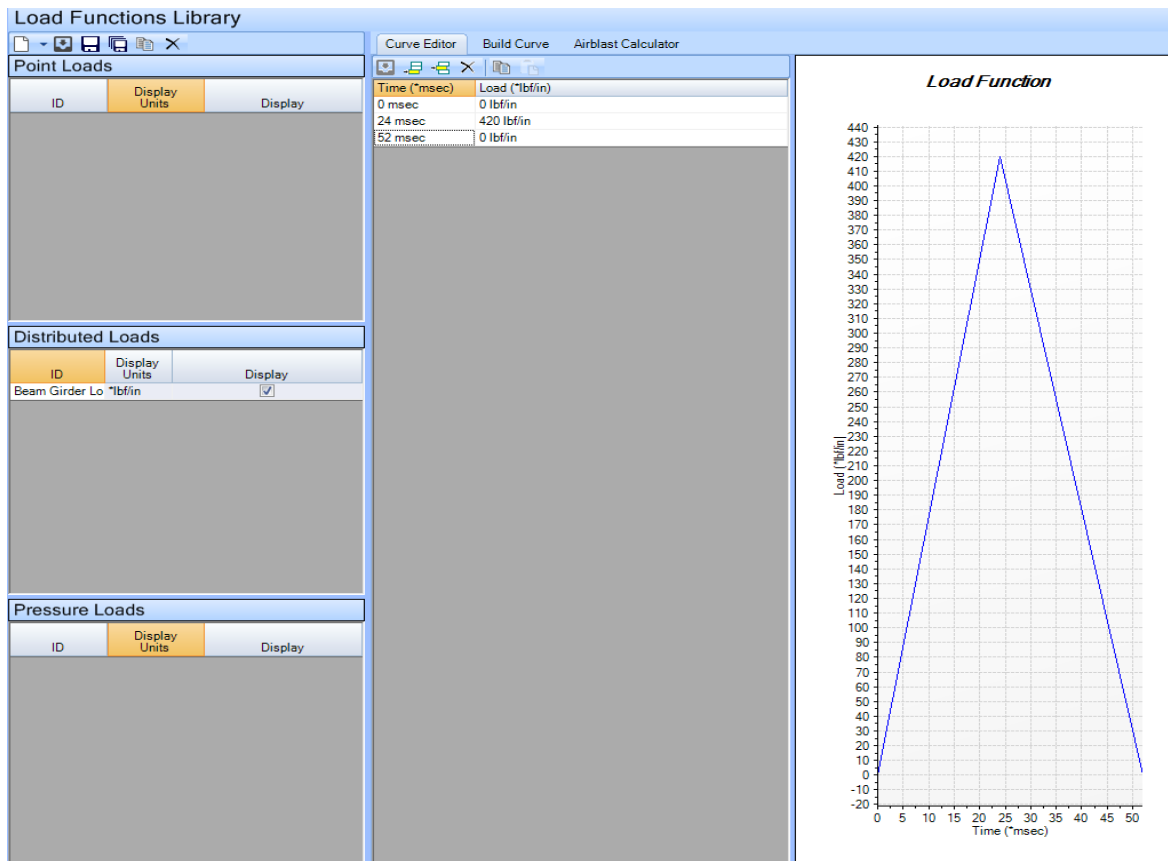 Load Functions Library
Curve Editor Build Curve Airblast Calculator
Point Loads
ID Display Units Display
Distributed Loads
ID Display Units Display
Beam Girder Lo *lbf/in
Pressure Loads
ID Display Units Display
Time (*msec) Load (*lbf/in)
0 msec 0 lbf/in
24 msec 420 lbf/in
52 msec 0 lbf/in
Load Function
440
430
420
410
400
390
380
370
360
350
340
330
320
310
300
290
280
270
260
250
240
230
220
210
200
190
180
170
160
150
140
130
120
110
100
90
80
70
60
50
40
30
20
10
0
-10
-20
Load (*lbf/in)
0 5 10 15 20 25 30 35 40 45 50
Time (*msec)